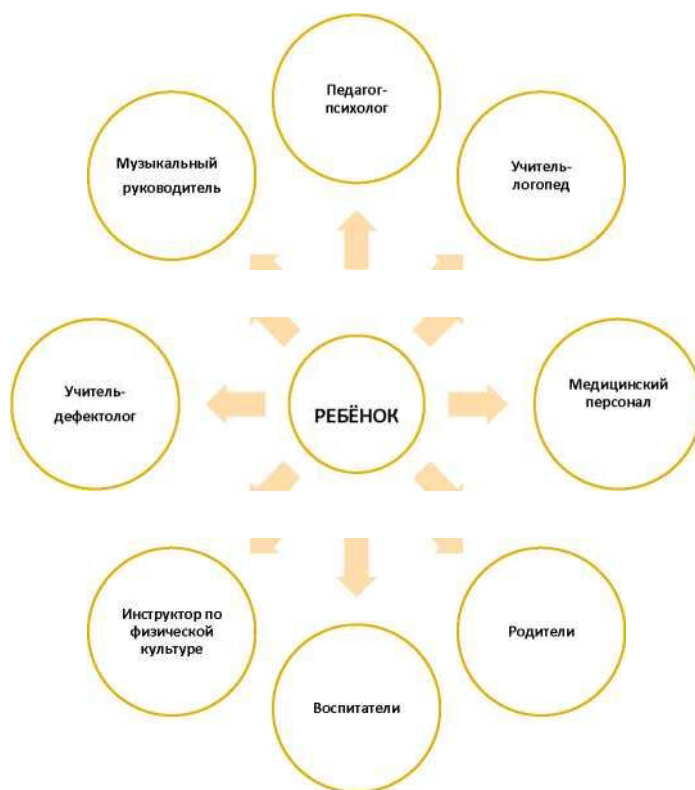 Педагог-
психолог
Музыкальный
руководитель
Учитель-
логопед
Учитель-
дефектолог
РЕБЁНОК
Медицинский
персонал
Инструктор по
физической
культуре
Воспитатели
Родители